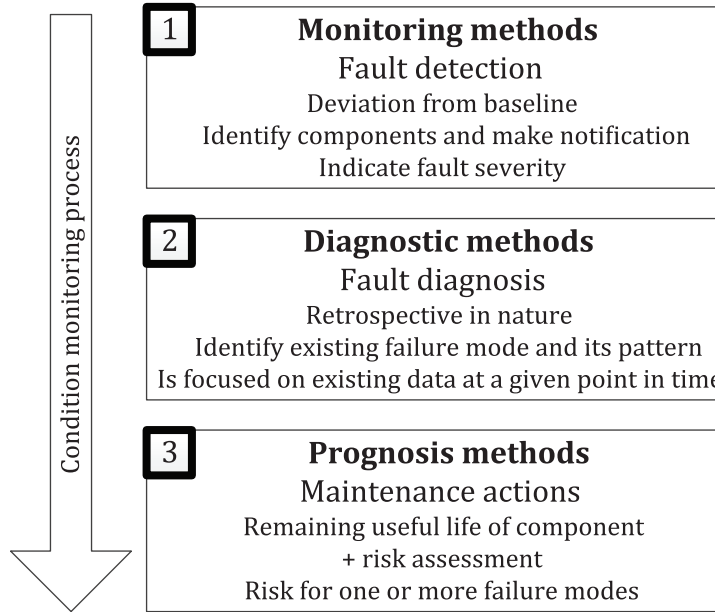 Condition monitoring process
1
Monitoring methods
Fault detection
Deviation from baseline
Identify components and make notification
Indicate fault severity
2
Diagnostic methods
Fault diagnosis
Retrospective in nature
Identify existing failure mode and its pattern
Is focused on existing data at a given point in time
3
Prognosis methods
Maintenance actions
Remaining useful life of component
+ risk assessment
Risk for one or more failure modes